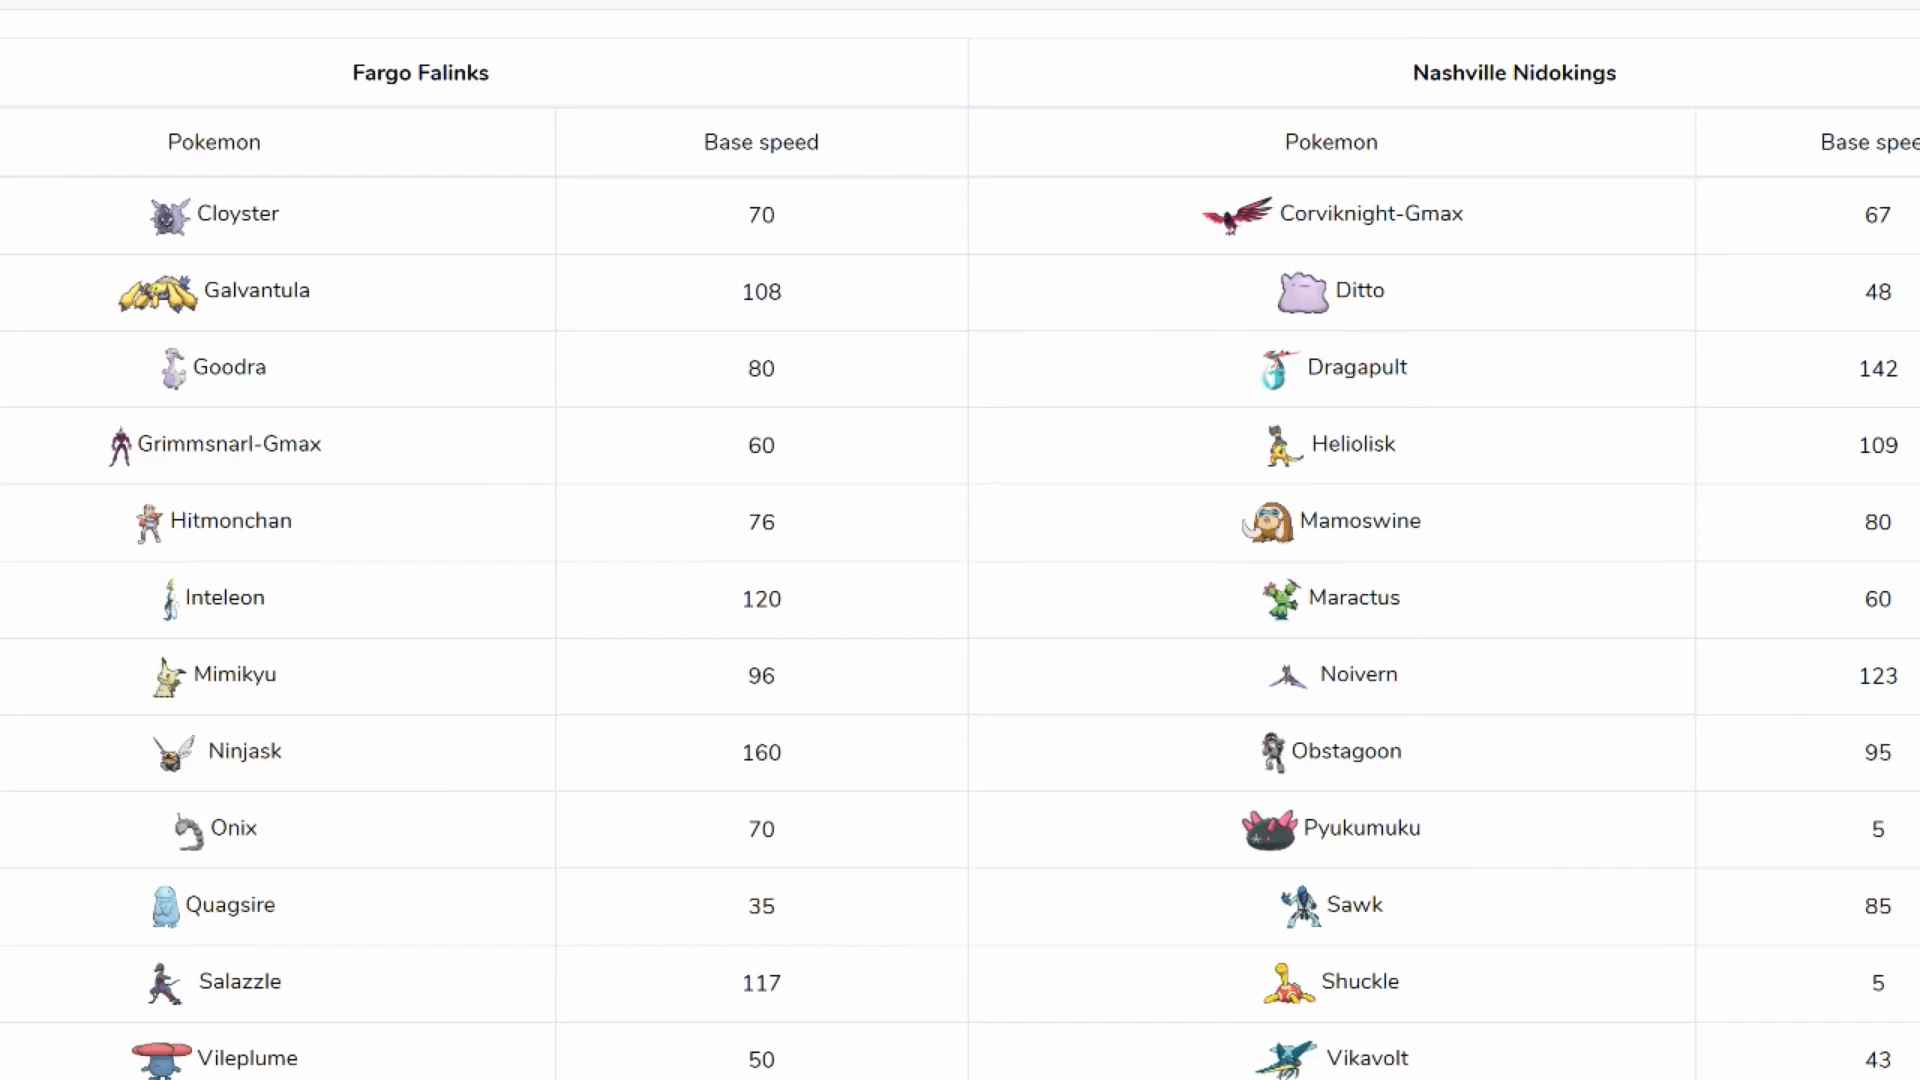 Fargo Falinks Nashville Nidokings
Pokemon Base speed Pokemon Base spee
Cloyster 70 Corviknight-Gmax 67
Galvantula 108 Ditto 48
Goodra 80 Dragapult 142
Grimmsnarl-Gmax 60 Heliolisk 109
Hitmonchan 76 Mamoswine 80
Inteleon 120 Maractus 60
Mimikyu 96 Noivern 123
Ninjask 160 Obstagoon 95
Onix 70 Pyukumuku 5
Quagsire 35 Sawk 85
Salazzle 117 Shuckle 5
Vileplume 50 Vikavolt 43